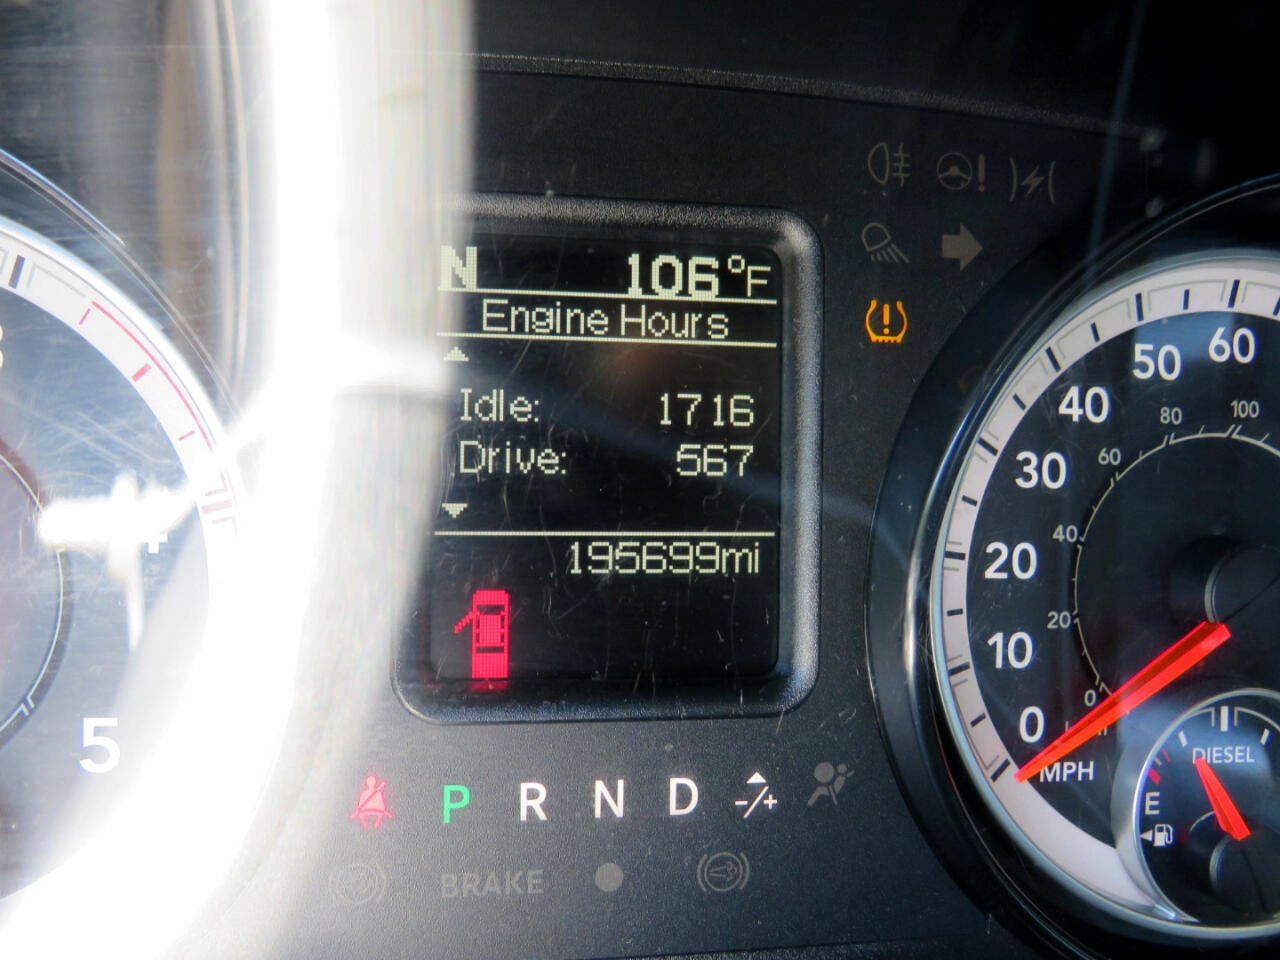 N 106°F
Engine Hours
Idle: 1716
Drive: 567
195699mi
P R N D -/+
BRAKE
5
60
50
40
30
20
10
0
MPH
100
80
60
40
20
0
DIESEL
E